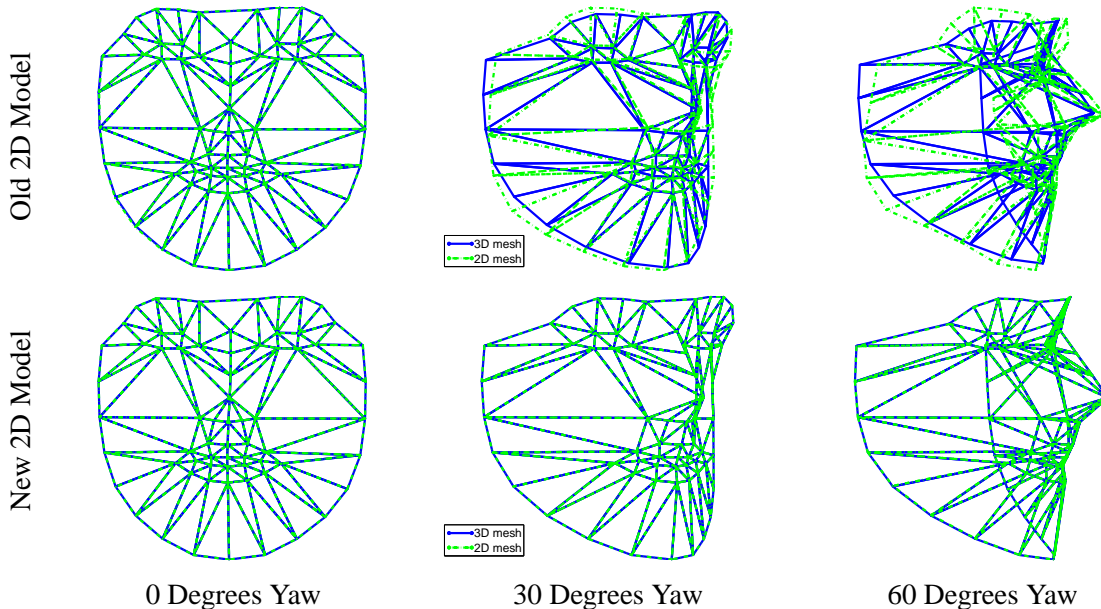 Old 2D Model
3D mesh
2D mesh
New 2D Model
3D mesh
2D mesh
0 Degrees Yaw
30 Degrees Yaw
60 Degrees Yaw